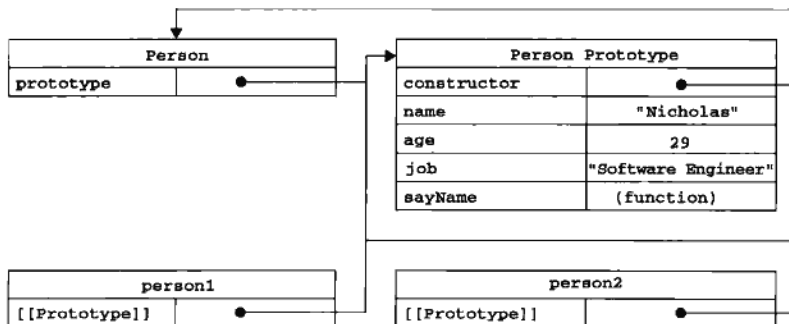 Person
prototype
Person Prototype
constructor
name "Nicholas"
age 29
job "Software Engineer"
sayName (function)
person1
[[Prototype]]
person2
[[Prototype]]